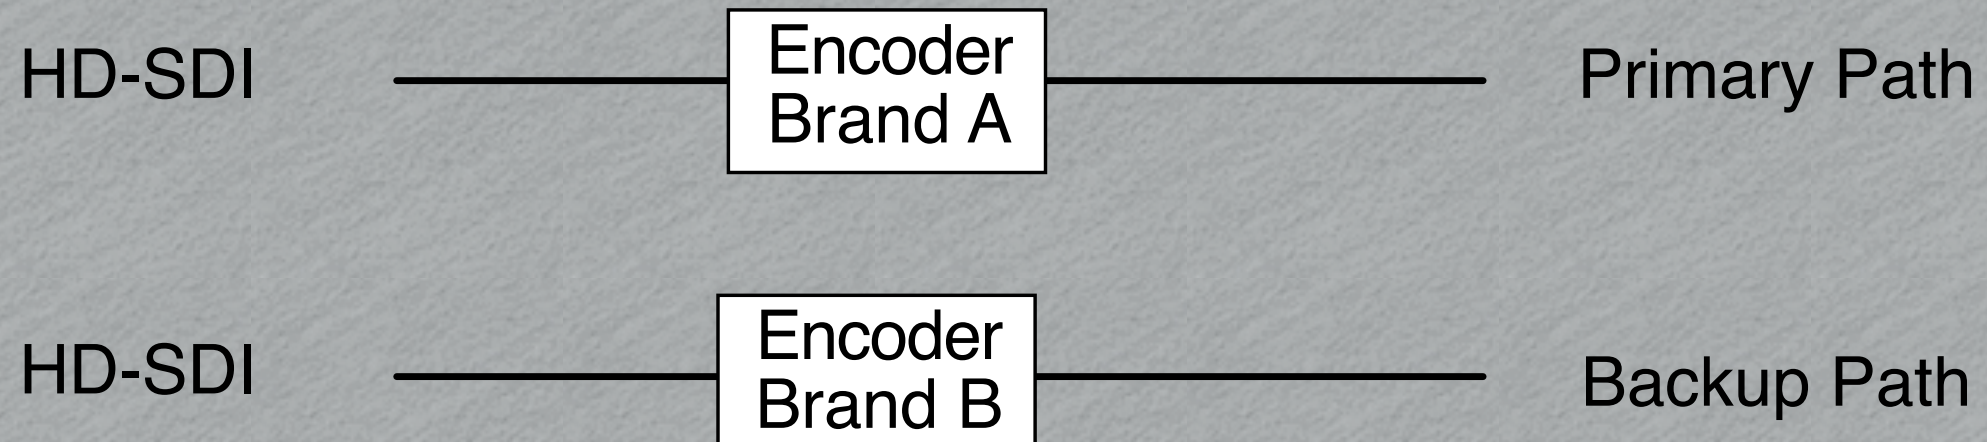 HD-SDI
Encoder
Brand A
Primary Path
HD-SDI
Encoder
Brand B
Backup Path